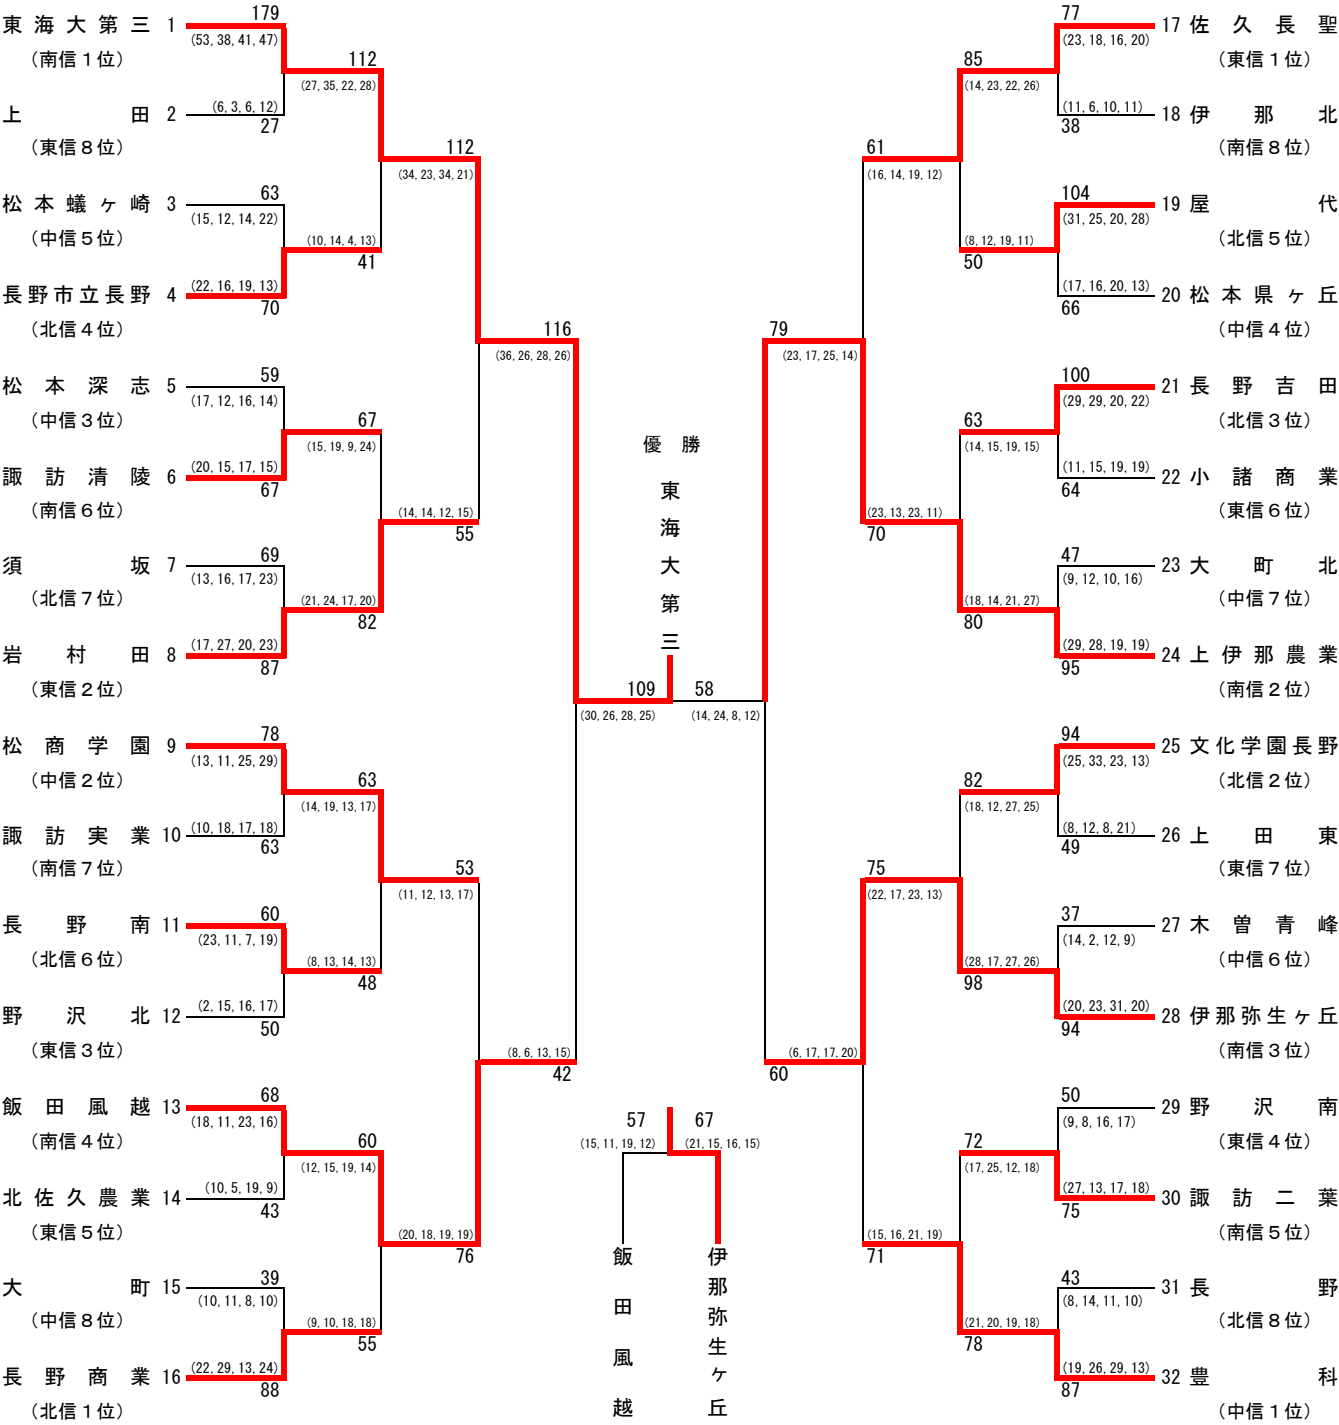 東海大第三 1 179
(53, 38, 41, 47)
(南信1位)
112
(27, 35, 22, 28)
上田 2 (6, 3, 6, 12)
27
(東信8位)
112
(34, 23, 34, 21)
松本蟻ヶ崎 3 63
(15, 12, 14, 22)
(中信5位)
(10, 14, 4, 13)
41
長野市立長野 4 (22, 16, 19, 13)
70
(北信4位)
116
(36, 26, 28, 26)
松本深志 5 59
(17, 12, 16, 14)
(中信3位)
67
(15, 19, 9, 24)
諏訪清陵 6 (20, 15, 17, 15)
67
(南信6位)
(14, 14, 12, 15)
55
須坂 7 69
(13, 16, 17, 23)
(北信7位)
(21, 24, 17, 20)
82
岩村田 8 (17, 27, 20, 23)
87
(東信2位)
109
(30, 26, 28, 25)
松商学園 9 78
(13, 11, 25, 29)
(中信2位)
63
(14, 19, 13, 17)
諏訪実業 10 (10, 18, 17, 18)
63
(南信7位)
53
(11, 12, 13, 17)
長野南 11 60
(23, 11, 7, 19)
(北信6位)
(8, 13, 14, 13)
48
野沢北 12 (2, 15, 16, 17)
50
(東信3位)
(8, 6, 13, 15)
42
飯田風越 13 68
(18, 11, 23, 16)
(南信4位)
60
(12, 15, 19, 14)
北佐久農業 14 (10, 5, 19, 9)
43
(東信5位)
(20, 18, 19, 19)
76
大町 15 39
(10, 11, 8, 10)
(中信8位)
(9, 10, 18, 18)
55
長野商業 16 (22, 29, 13, 24)
88
(北信1位)
優勝
東海大第三
57
(15, 11, 19, 12)
67
(21, 15, 16, 15)
飯田風越
伊那弥生ヶ丘
77 17 佐久長聖
(23, 18, 16, 20)
(東信1位)
85
(14, 23, 22, 26)
(11, 6, 10, 11) 18 伊那北
38
(南信8位)
61
(16, 14, 19, 12)
104 19 屋代
(31, 25, 20, 28)
(北信5位)
(8, 12, 19, 11)
50
(17, 16, 20, 13) 20 松本県ヶ丘
66
(中信4位)
79
(23, 17, 25, 14)
100 21 長野吉田
(29, 29, 20, 22)
(北信3位)
63
(14, 15, 19, 15)
(11, 15, 19, 19) 22 小諸商業
64
(東信6位)
(23, 13, 23, 11)
70
47 23 大町北
(9, 12, 10, 16)
(中信7位)
(18, 14, 21, 27)
80
(29, 28, 19, 19) 24 上伊那農業
95
(南信2位)
58
(14, 24, 8, 12)
94 25 文化学園長野
(25, 33, 23, 13)
(北信2位)
82
(18, 12, 27, 25)
(8, 12, 8, 21) 26 上田東
49
(東信7位)
75
(22, 17, 23, 13)
37 27 木曽青峰
(14, 2, 12, 9)
(中信6位)
(28, 17, 27, 26)
98
(20, 23, 31, 20) 28 伊那弥生ヶ丘
94
(南信3位)
(6, 17, 17, 20)
60
50 29 野沢南
(9, 8, 16, 17)
(東信4位)
72
(17, 25, 12, 18)
(27, 13, 17, 18) 30 諏訪二葉
75
(南信5位)
(15, 16, 21, 19)
71
43 31 長野
(8, 14, 11, 10)
(北信8位)
(21, 20, 19, 18)
78
(19, 26, 29, 13) 32 豊科
87
(中信1位)